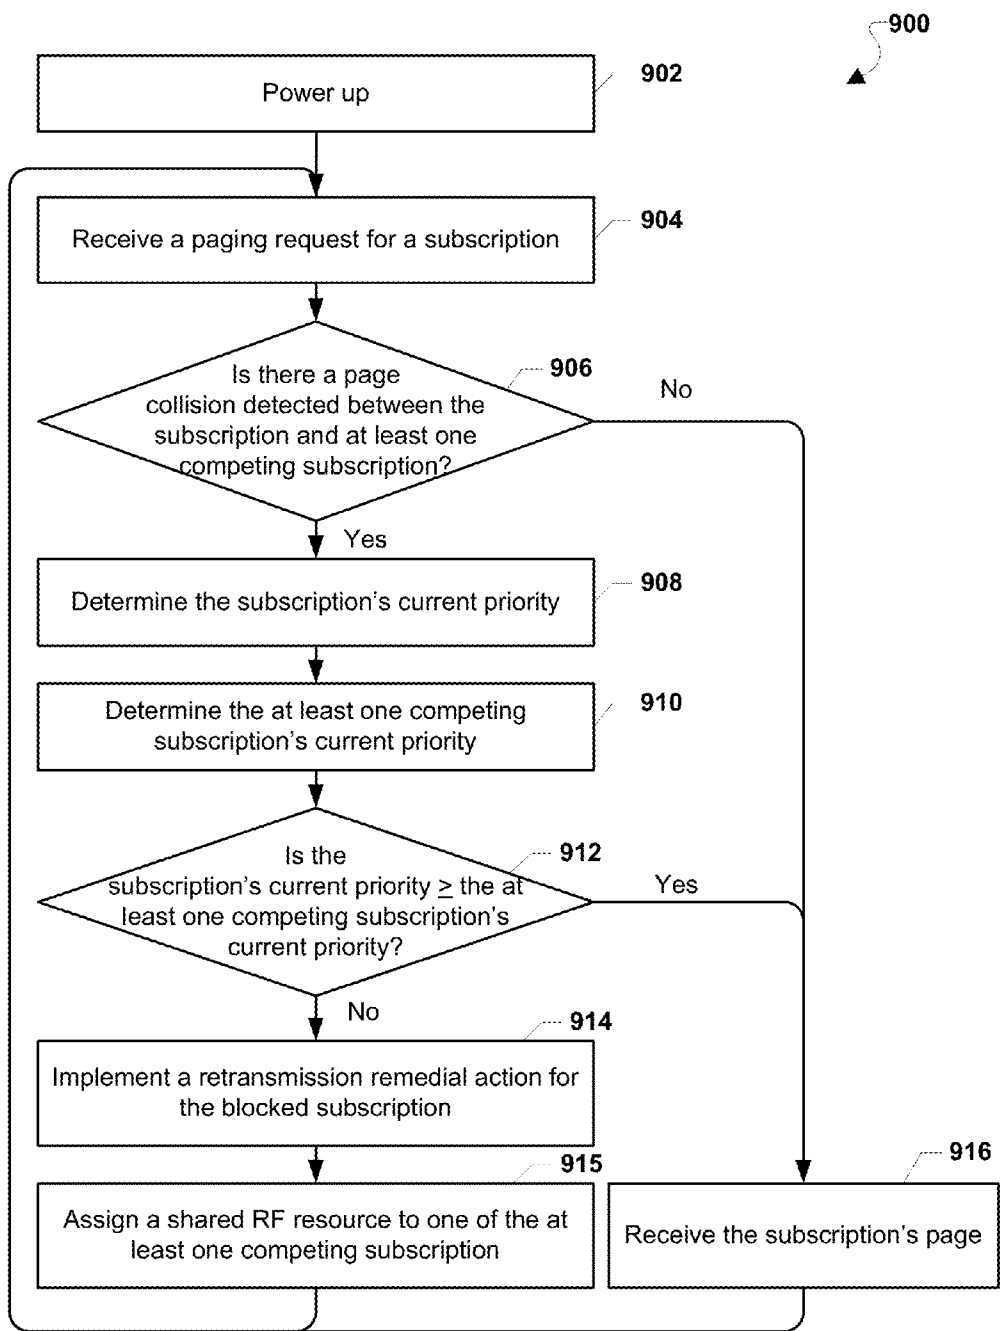 900
Power up
902
Receive a paging request for a subscription
904
Is there a page
collision detected between the
subscription and at least one
competing subscription?
906
No
Yes
Determine the subscription's current priority
908
Determine the at least one competing
subscription's current priority
910
Is the
subscription's current priority ≥ the at
least one competing subscription's
current priority?
912
Yes
No
914
Implement a retransmission remedial action for
the blocked subscription
915
Assign a shared RF resource to one of the at
least one competing subscription
916
Receive the subscription's page